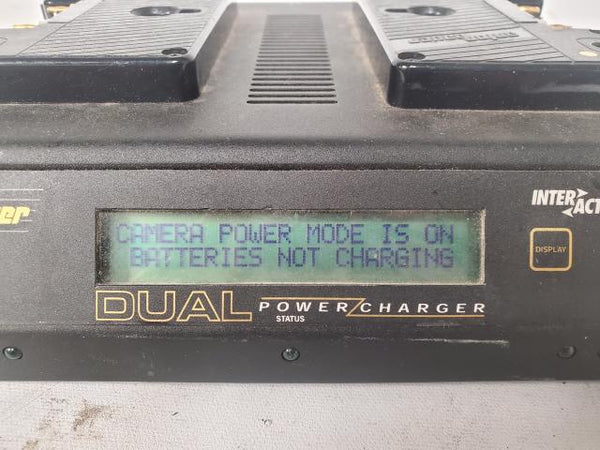 INTER
ACT
CAMERA POWER MODE IS ON
BATTERIES NOT CHARGING
DISPLAY
DUAL POWER CHARGER
STATUS